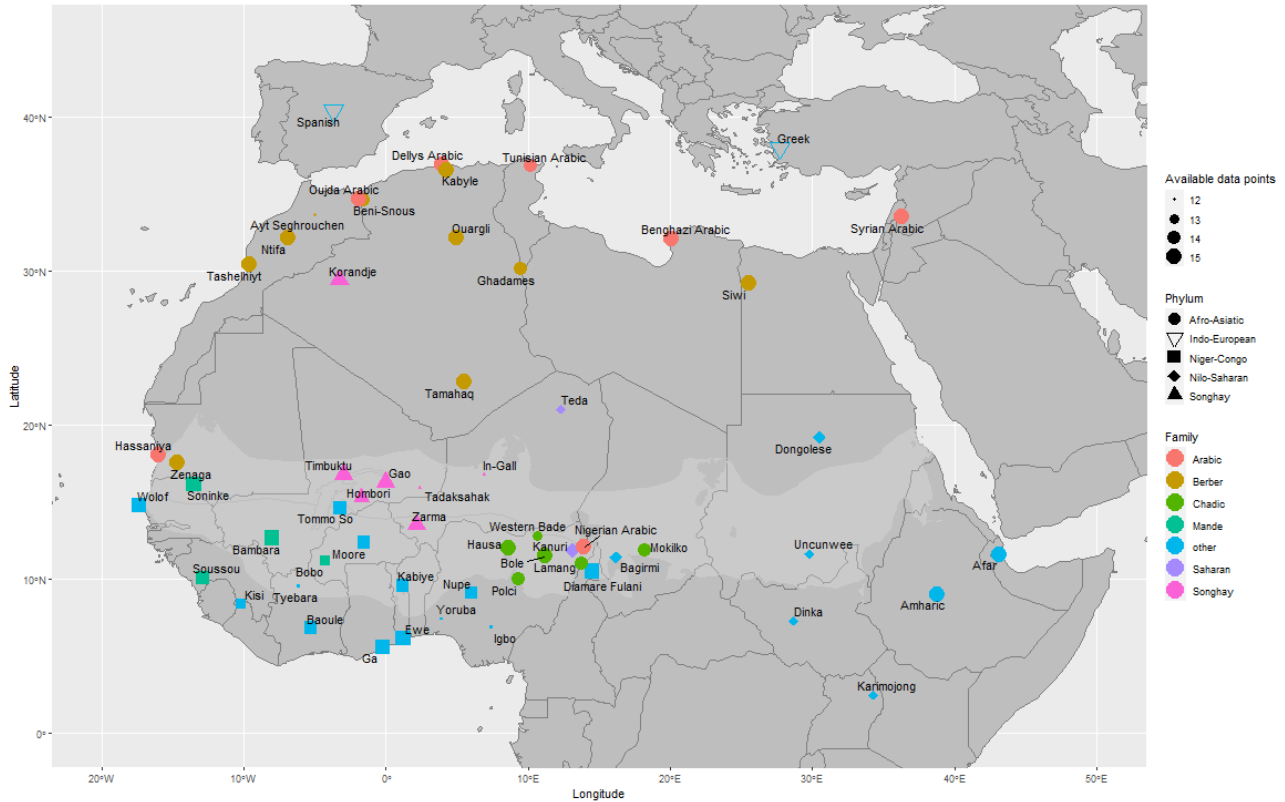 40°N
30°N
20°N
10°N
0°
Latitude
20°W
10°W
0°
10°E
20°E
30°E
40°E
50°E
Longitude
Spanish
Greek
Dellys Arabic
Tunisian Arabic
Kabyle
Oujda Arabic
Beni-Snous
Ayt Seghrouchen
Ouargli
Benghazi Arabic
Syrian Arabic
Ntifa
Tashelhiyt
Korandje
Ghadames
Siwi
Tamahaq
Teda
Dongolese
Hassaniya
Zenaga
Timbuktu
Gao
In-Gall
Wolof
Soninke
Hombori
Tadaksahak
Tommo So
Zarma
Western Bade
Nigerian Arabic
Bambara
Moore
Hausa
Kanuri
Mokilko
Uncunwee
Bole
Lamang
Bagirmi
Afar
Soussou
Bobo
Kabiye
Nupe
Polci
Diamare Fulani
Kisi
Tyebara
Yoruba
Amharic
Baoule
Ewe
Igbo
Dinka
Ga
Karimojong
Available data points
12
13
14
15
Phylum
Afro-Asiatic
Indo-European
Niger-Congo
Nilo-Saharan
Songhay
Family
Arabic
Berber
Chadic
Mande
other
Saharan
Songhay